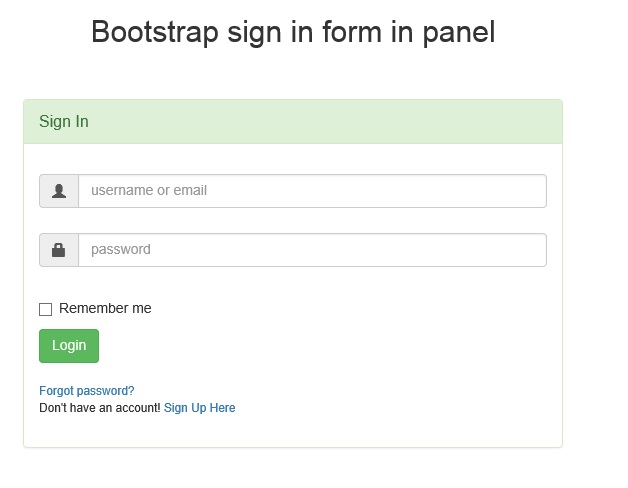 Bootstrap sign in form in panel
Sign In
username or email
password
Remember me
Login
Forgot password?
Don't have an account! Sign Up Here